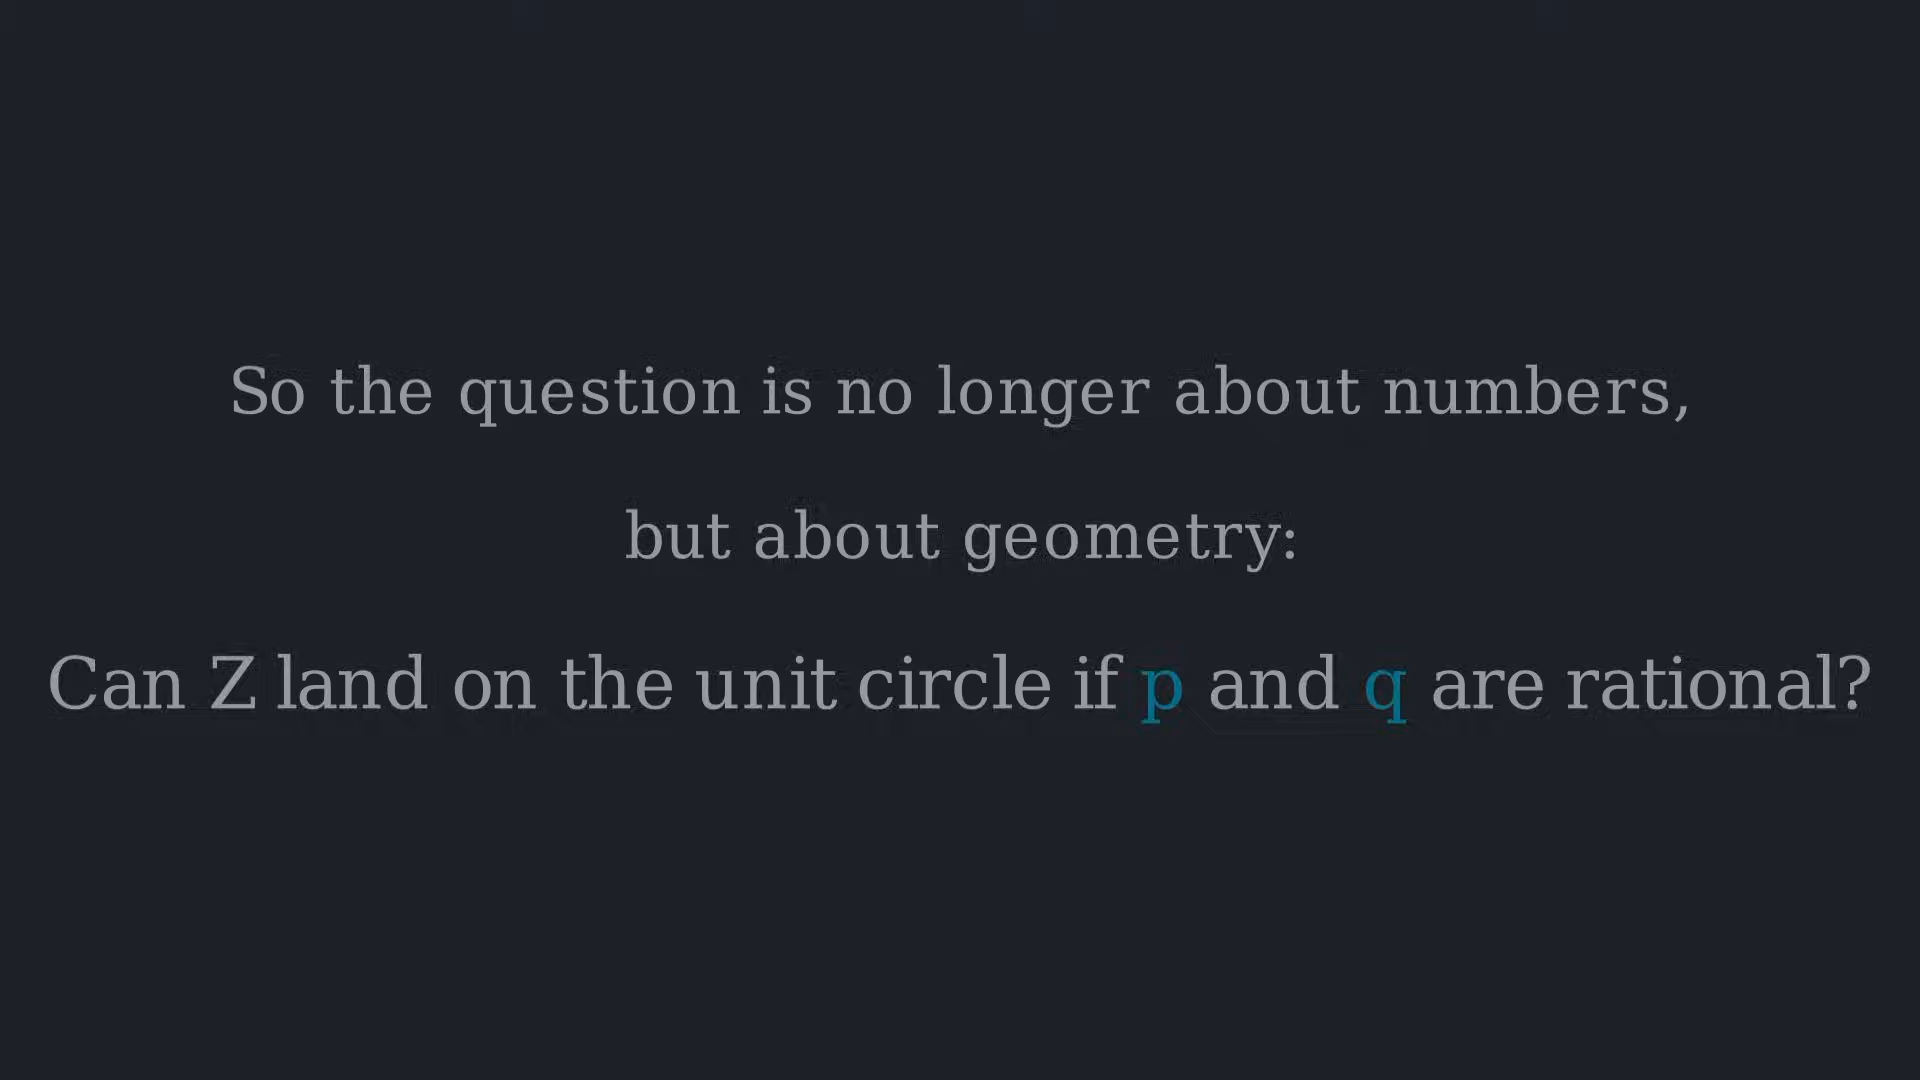 So the question is no longer about numbers,
but about geometry:
Can Z land on the unit circle if p and q are rational?